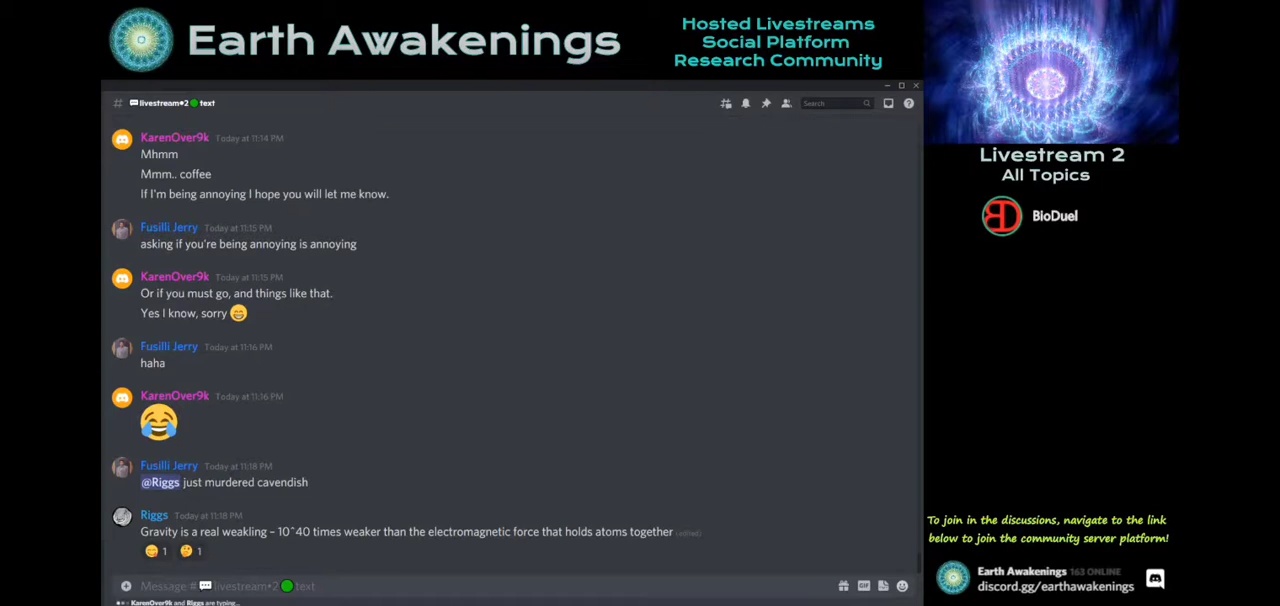 Earth Awakenings
Hosted Livestreams
Social Platform
Research Community
# livestream•2 text
Search
KarenOver9k Today at 11:14 PM
Mhmm
Mmm.. coffee
If I'm being annoying I hope you will let me know.
Fusilli Jerry Today at 11:15 PM
asking if you're being annoying is annoying
KarenOver9k Today at 11:15 PM
Or if you must go, and things like that.
Yes I know, sorry 😁
Fusilli Jerry Today at 11:16 PM
haha
KarenOver9k Today at 11:16 PM
😂
Fusilli Jerry Today at 11:18 PM
@Riggs just murdered cavendish
Riggs Today at 11:18 PM
Gravity is a real weakling – 10^40 times weaker than the electromagnetic force that holds atoms together (edited)
1 1
Message # livestream•2 text
GIF
KarenOver9k and Riggs are typing...
Livestream 2
All Topics
BioDuel
To join in the discussions, navigate to the link
below to join the community server platform!
Earth Awakenings 163 ONLINE
discord.gg/earthawakenings